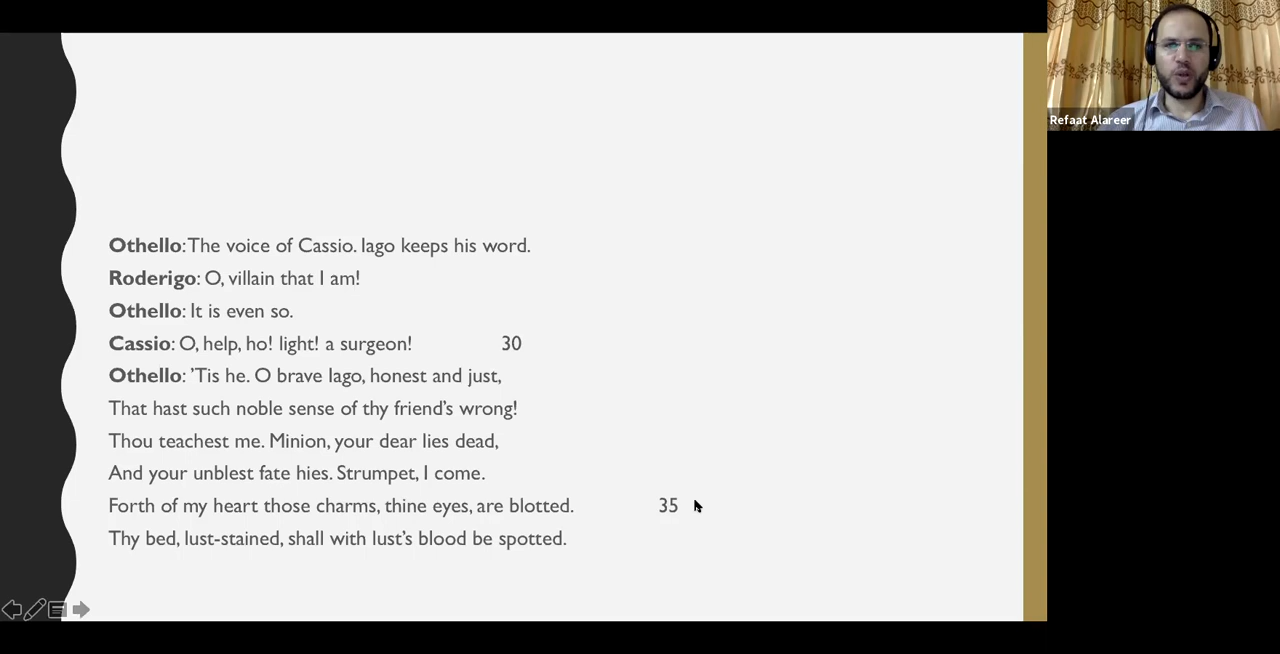 Refaat Alareer
Othello: The voice of Cassio. Iago keeps his word.
Roderigo: O, villain that I am!
Othello: It is even so.
Cassio: O, help, ho! light! a surgeon! 30
Othello: ’Tis he. O brave Iago, honest and just,
That hast such noble sense of thy friend’s wrong!
Thou teachest me. Minion, your dear lies dead,
And your unblest fate hies. Strumpet, I come.
Forth of my heart those charms, thine eyes, are blotted. 35
Thy bed, lust-stained, shall with lust’s blood be spotted.